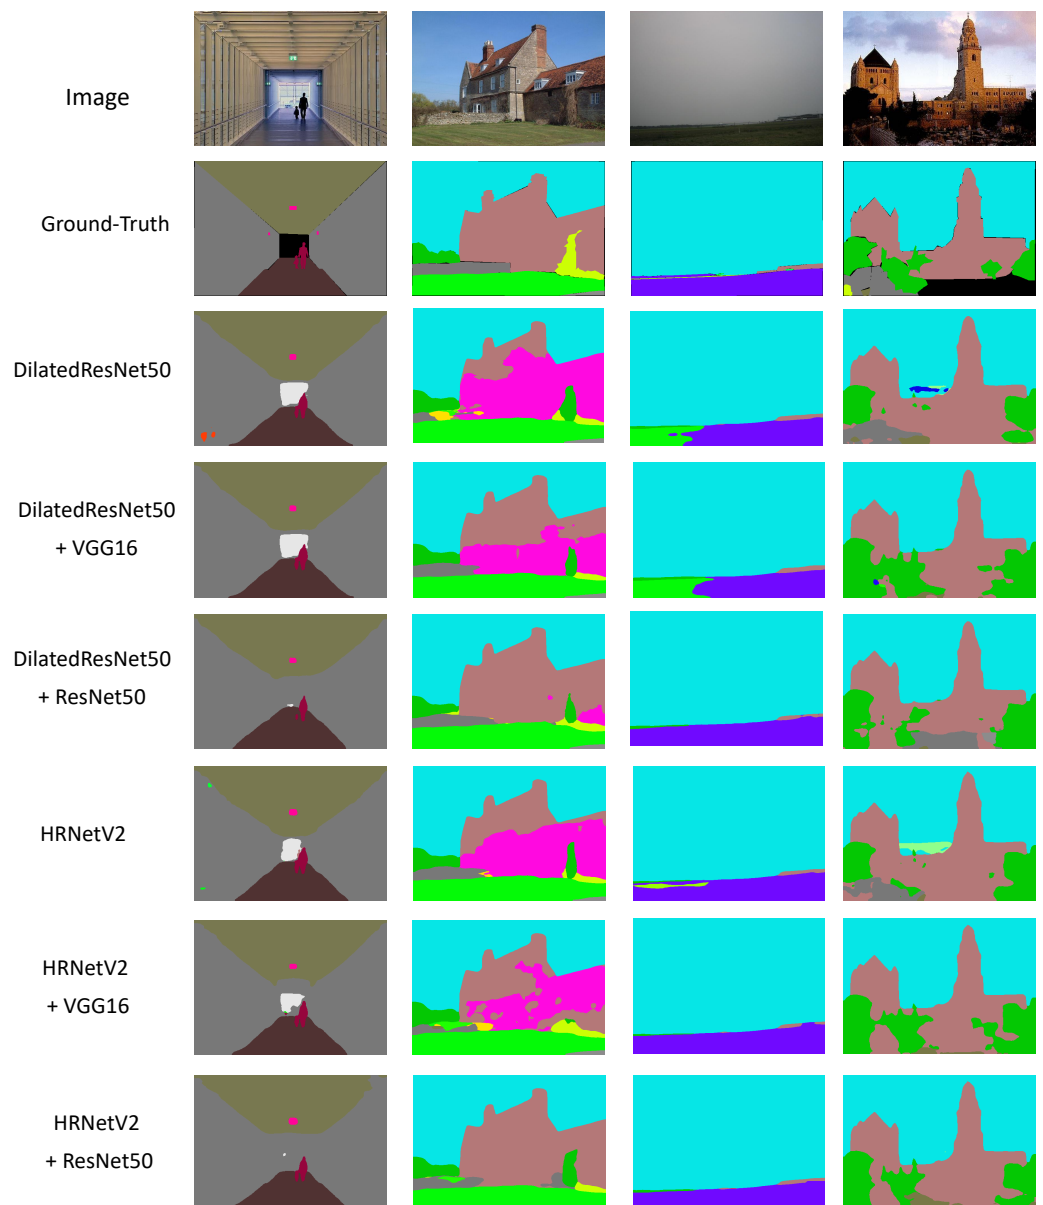 Image
Ground-Truth
DilatedResNet50
DilatedResNet50
+ VGG16
DilatedResNet50
+ ResNet50
HRNetV2
HRNetV2
+ VGG16
HRNetV2
+ ResNet50